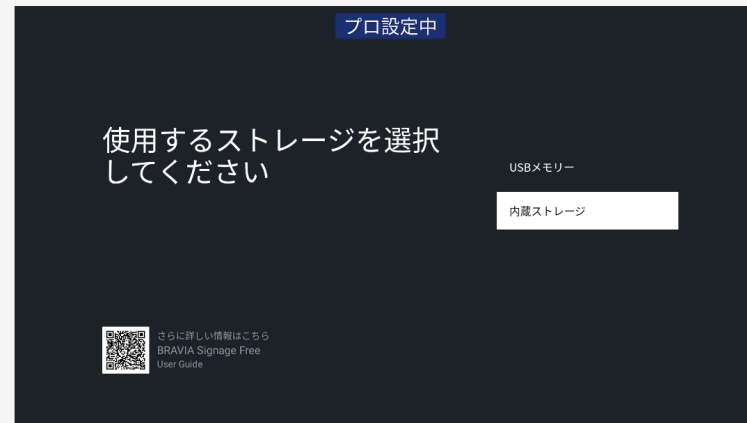 プロ設定中
使用するストレージを選択
してください
USBメモリー
内蔵ストレージ
さらに詳しい情報はこちら
BRAVIA Signage Free
User Guide